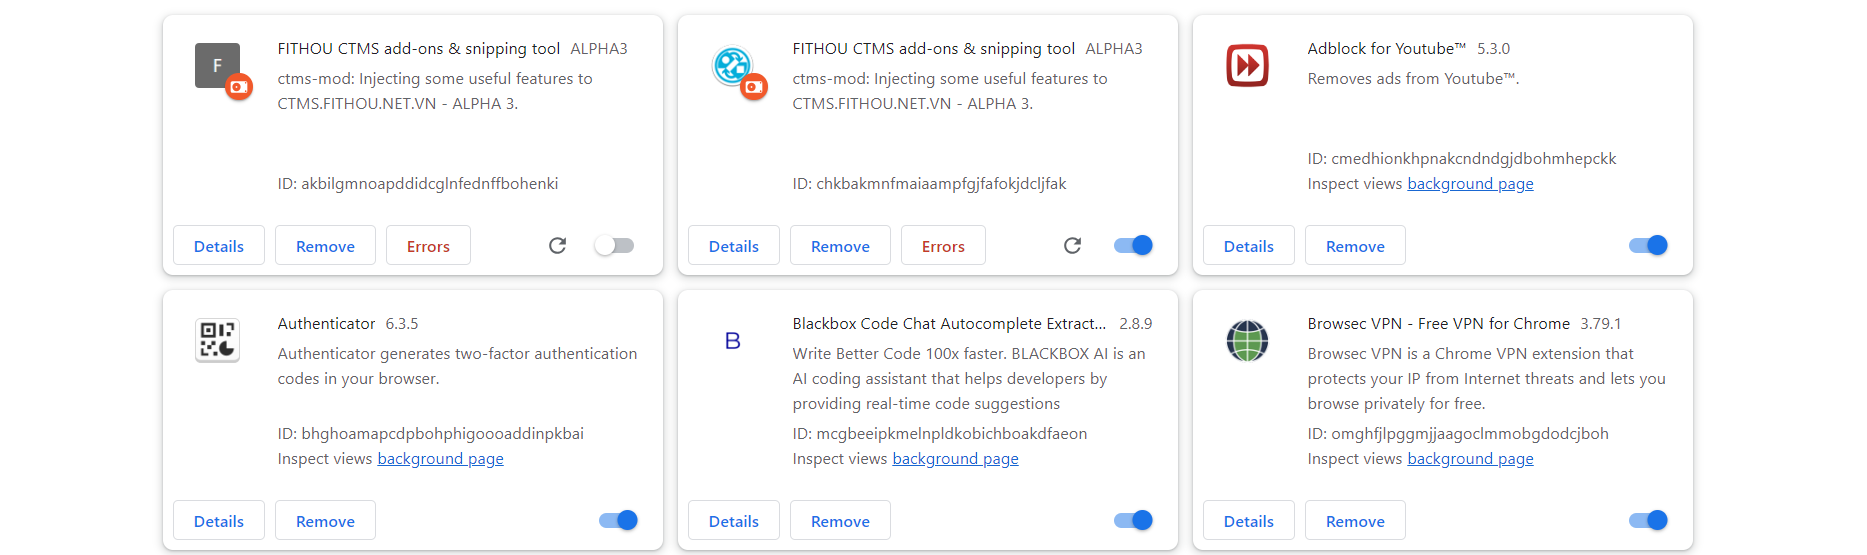 F
FITHOU CTMS add-ons & snipping tool ALPHA3
ctms-mod: Injecting some useful features to
CTMS.FITHOU.NET.VN - ALPHA 3.
ID: akbilgmnoapddidcglnfednffbohenki
Details Remove Errors
FITHOU CTMS add-ons & snipping tool ALPHA3
ctms-mod: Injecting some useful features to
CTMS.FITHOU.NET.VN - ALPHA 3.
ID: chkbakmnfmaiaampfgjfafokjdcljfak
Details Remove Errors
Adblock for Youtube™ 5.3.0
Removes ads from Youtube™.
ID: cmedhionkhpnakcndndgjdbohmhepckk
Inspect views background page
Details Remove
Authenticator 6.3.5
Authenticator generates two-factor authentication
codes in your browser.
ID: bhghoamapcdpbohphigoooaddinpkbai
Inspect views background page
Details Remove
B
Blackbox Code Chat Autocomplete Extract... 2.8.9
Write Better Code 100x faster. BLACKBOX AI is an
AI coding assistant that helps developers by
providing real-time code suggestions
ID: mcgbeeipkmelnpldkobichboakdfaeon
Inspect views background page
Details Remove
Browsec VPN - Free VPN for Chrome 3.79.1
Browsec VPN is a Chrome VPN extension that
protects your IP from Internet threats and lets you
browse privately for free.
ID: omghfjlpggmjjaagoclmmobgdodcjboh
Inspect views background page
Details Remove